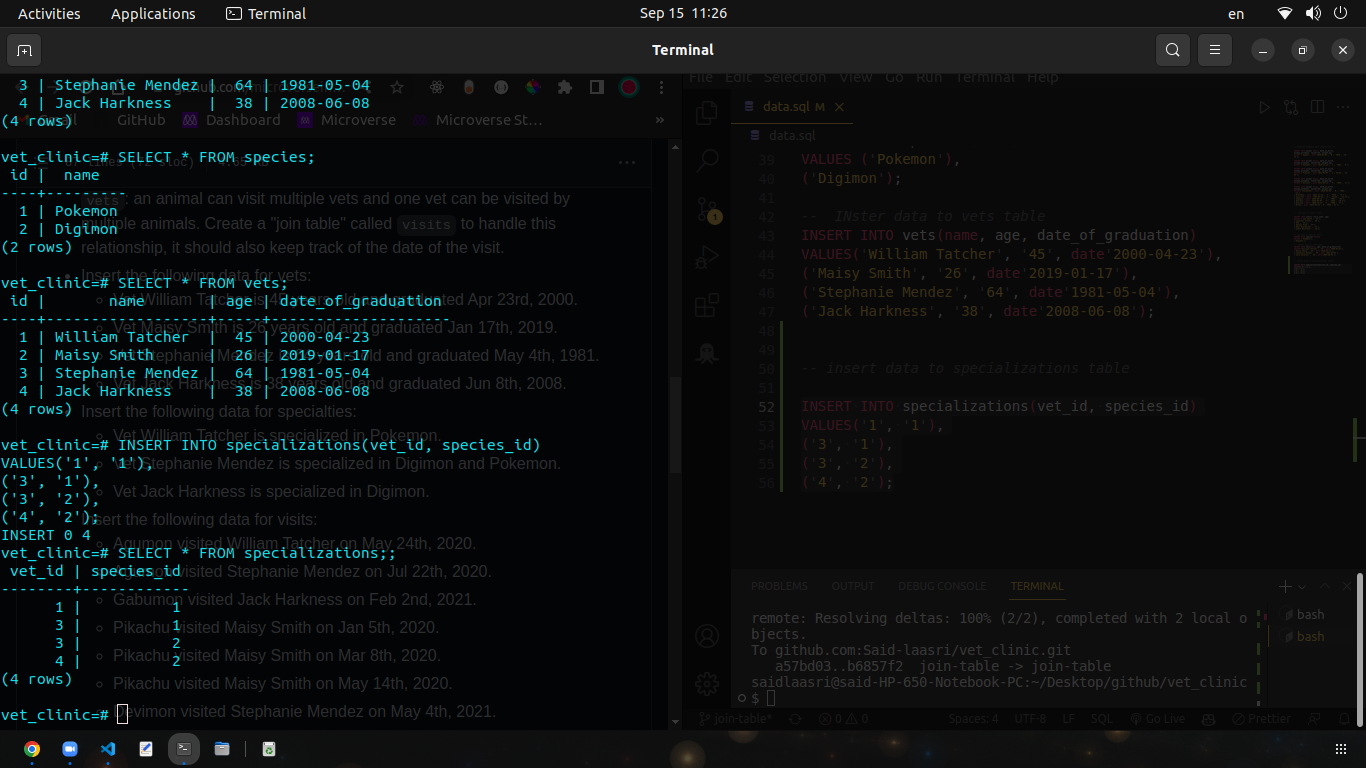 Activities Applications Terminal Sep 15 11:26 en
Terminal
3 | Stephanie Mendez | 64 | 1981-05-04
4 | Jack Harkness | 38 | 2008-06-08
(4 rows)
vet_clinic=# SELECT * FROM species;
id | name
----+---------
1 | Pokemon
2 | Digimon
(2 rows)
vet_clinic=# SELECT * FROM vets;
id | name | age | date_of_graduation
----+------------------+-----+--------------------
1 | William Tatcher | 45 | 2000-04-23
2 | Maisy Smith | 26 | 2019-01-17
3 | Stephanie Mendez | 64 | 1981-05-04
4 | Jack Harkness | 38 | 2008-06-08
(4 rows)
vet_clinic=# INSERT INTO specializations(vet_id, species_id)
VALUES('1', '1'),
('3', '1'),
('3', '2'),
('4', '2');
INSERT 0 4
vet_clinic=# SELECT * FROM specializations;;
vet_id | species_id
--------+------------
1 | 1
3 | 1
3 | 2
4 | 2
(4 rows)
vet_clinic=#
GitHub Dashboard Microverse Microverse St...
vets : an animal can visit multiple vets and one vet can be visited by
multiple animals. Create a "join table" called visits to handle this
relationship, it should also keep track of the date of the visit.
Insert the following data for vets:
Vet William Tatcher is 45 years old and graduated Apr 23rd, 2000.
Vet Maisy Smith is 26 years old and graduated Jan 17th, 2019.
Vet Stephanie Mendez is 64 years old and graduated May 4th, 1981.
Vet Jack Harkness is 38 years old and graduated Jun 8th, 2008.
Insert the following data for specialties:
Vet William Tatcher is specialized in Pokemon.
Vet Stephanie Mendez is specialized in Digimon and Pokemon.
Vet Jack Harkness is specialized in Digimon.
Insert the following data for visits:
Agumon visited William Tatcher on May 24th, 2020.
Agumon visited Stephanie Mendez on Jul 22th, 2020.
Gabumon visited Jack Harkness on Feb 2nd, 2021.
Pikachu visited Maisy Smith on Jan 5th, 2020.
Pikachu visited Maisy Smith on Mar 8th, 2020.
Pikachu visited Maisy Smith on May 14th, 2020.
Devimon visited Stephanie Mendez on May 4th, 2021.
File Edit Selection View Go Run Terminal Help
data.sql M
data.sql
39 VALUES ('Pokemon'),
40 ('Digimon');
41
42 INster data to vets table
43 INSERT INTO vets(name, age, date_of_graduation)
44 VALUES('William Tatcher', '45', date'2000-04-23'),
45 ('Maisy Smith', '26', date'2019-01-17'),
46 ('Stephanie Mendez', '64', date'1981-05-04'),
47 ('Jack Harkness', '38', date'2008-06-08');
48
49
50 -- insert data to specializations table
51
52 INSERT INTO specializations(vet_id, species_id)
53 VALUES('1', '1'),
54 ('3', '1'),
55 ('3', '2'),
56 ('4', '2');
PROBLEMS OUTPUT DEBUG CONSOLE TERMINAL
remote: Resolving deltas: 100% (2/2), completed with 2 local o
bjects.
To github.com:Said-laasri/vet_clinic.git
a57bd03..b6857f2 join-table -> join-table
saidlaasri@said-HP-650-Notebook-PC:~/Desktop/github/vet_clinic
$
bash
bash
join-table* 0 0 Spaces: 4 UTF-8 LF SQL Go Live Prettier